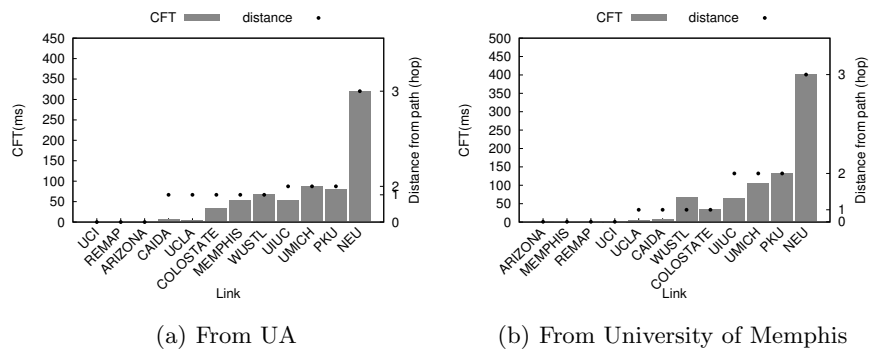 CFT distance
450
400
350
300
250
200
150
100
50
0
CFT(ms)
3
2
1
0
Distance from path (hop)
UCI
REMAP
ARIZONA
CAIDA
UCLA
COLOSTATE
MEMPHIS
WUSTL
UIUC
UMICH
PKU
NEU
Link
(a) From UA
CFT distance
500
450
400
350
300
250
200
150
100
50
0
CFT(ms)
3
2
1
0
Distance from path (hop)
ARIZONA
MEMPHIS
REMAP
UCI
UCLA
CAIDA
WUSTL
COLOSTATE
UIUC
UMICH
PKU
NEU
Link
(b) From University of Memphis